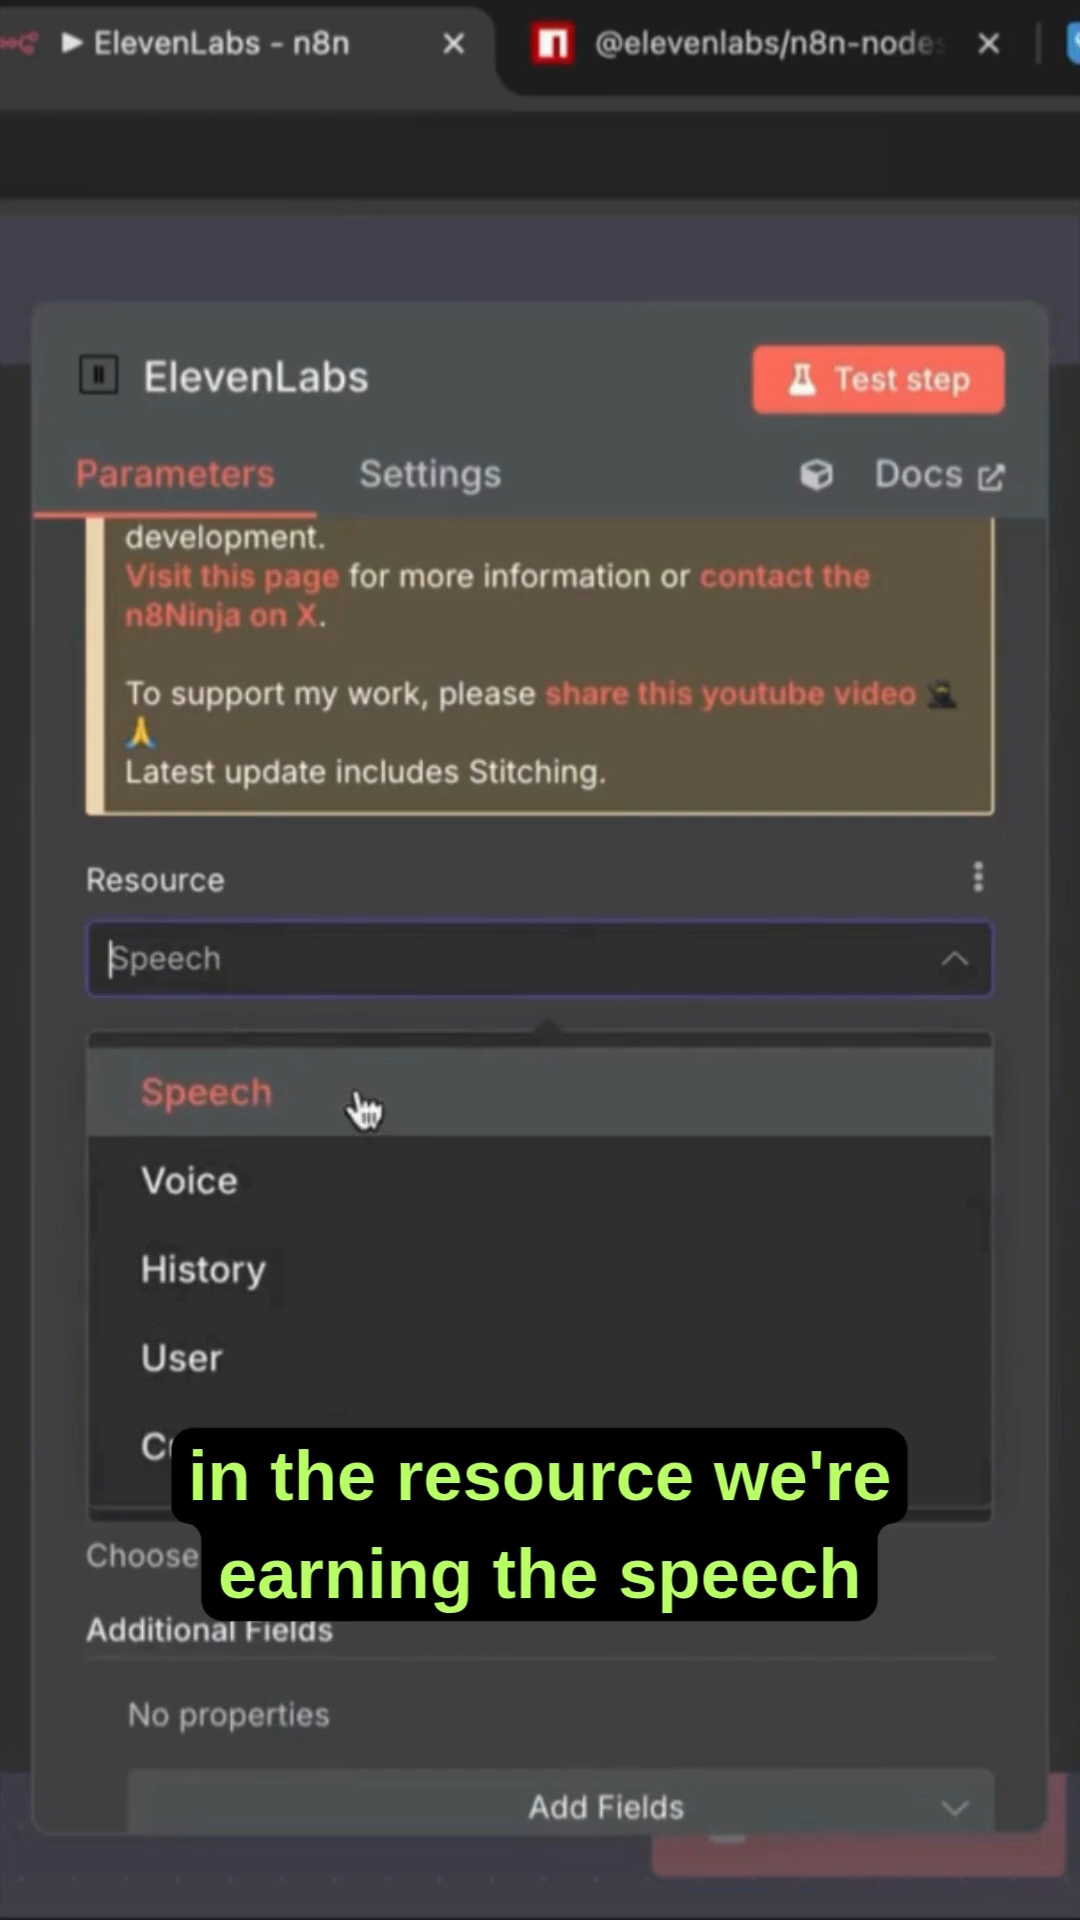 ElevenLabs - n8n
@elevenlabs/n8n-node
ElevenLabs
Test step
Parameters
Settings
Docs
development.
Visit this page for more information or contact the
n8Ninja on X.
To support my work, please share this youtube video 🥷
🙏
Latest update includes Stitching.
Resource
Speech
Speech
Voice
History
User
in the resource we're
earning the speech
Choose
Additional Fields
No properties
Add Fields